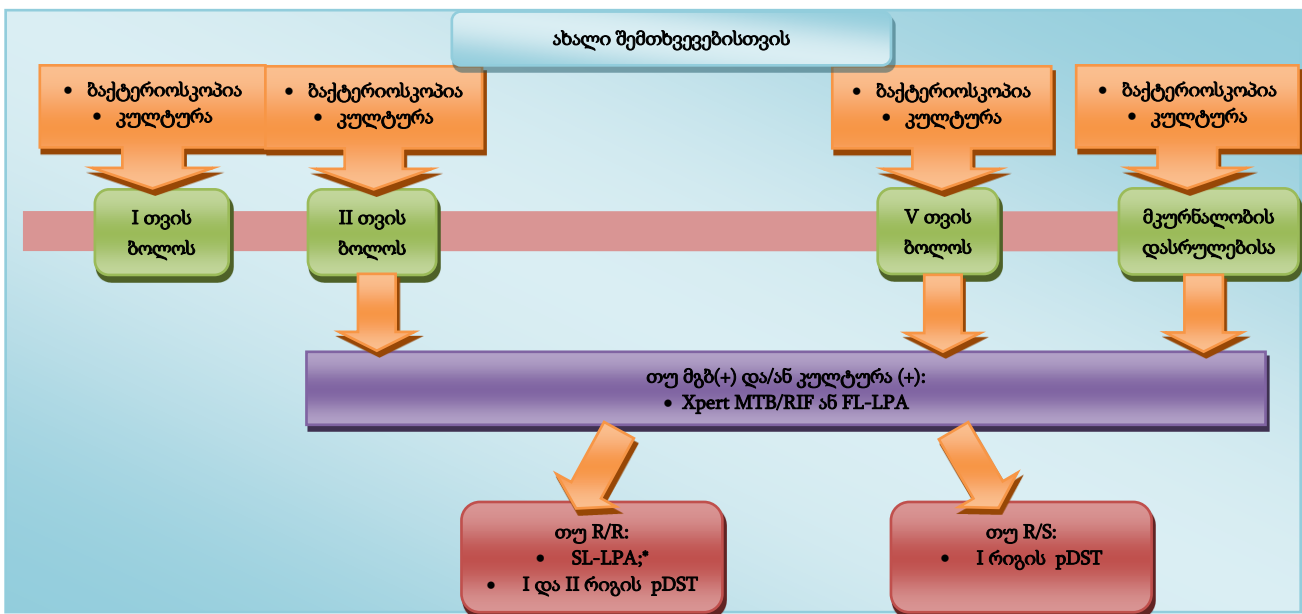 ახალი შემთხვევებისთვის
• ბაქტერიოსკოპია
• კულტურა
• ბაქტერიოსკოპია
• კულტურა
• ბაქტერიოსკოპია
• კულტურა
• ბაქტერიოსკოპია
• კულტურა
I თვის
ბოლოს
II თვის
ბოლოს
V თვის
ბოლოს
მკურნალობის
დასრულებისა
თუ მგბ(+) და/ან კულტურა (+):
• Xpert MTB/RIF ან FL-LPA
თუ R/R:
• SL-LPA;*
• I და II რიგის pDST
თუ R/S:
• I რიგის pDST